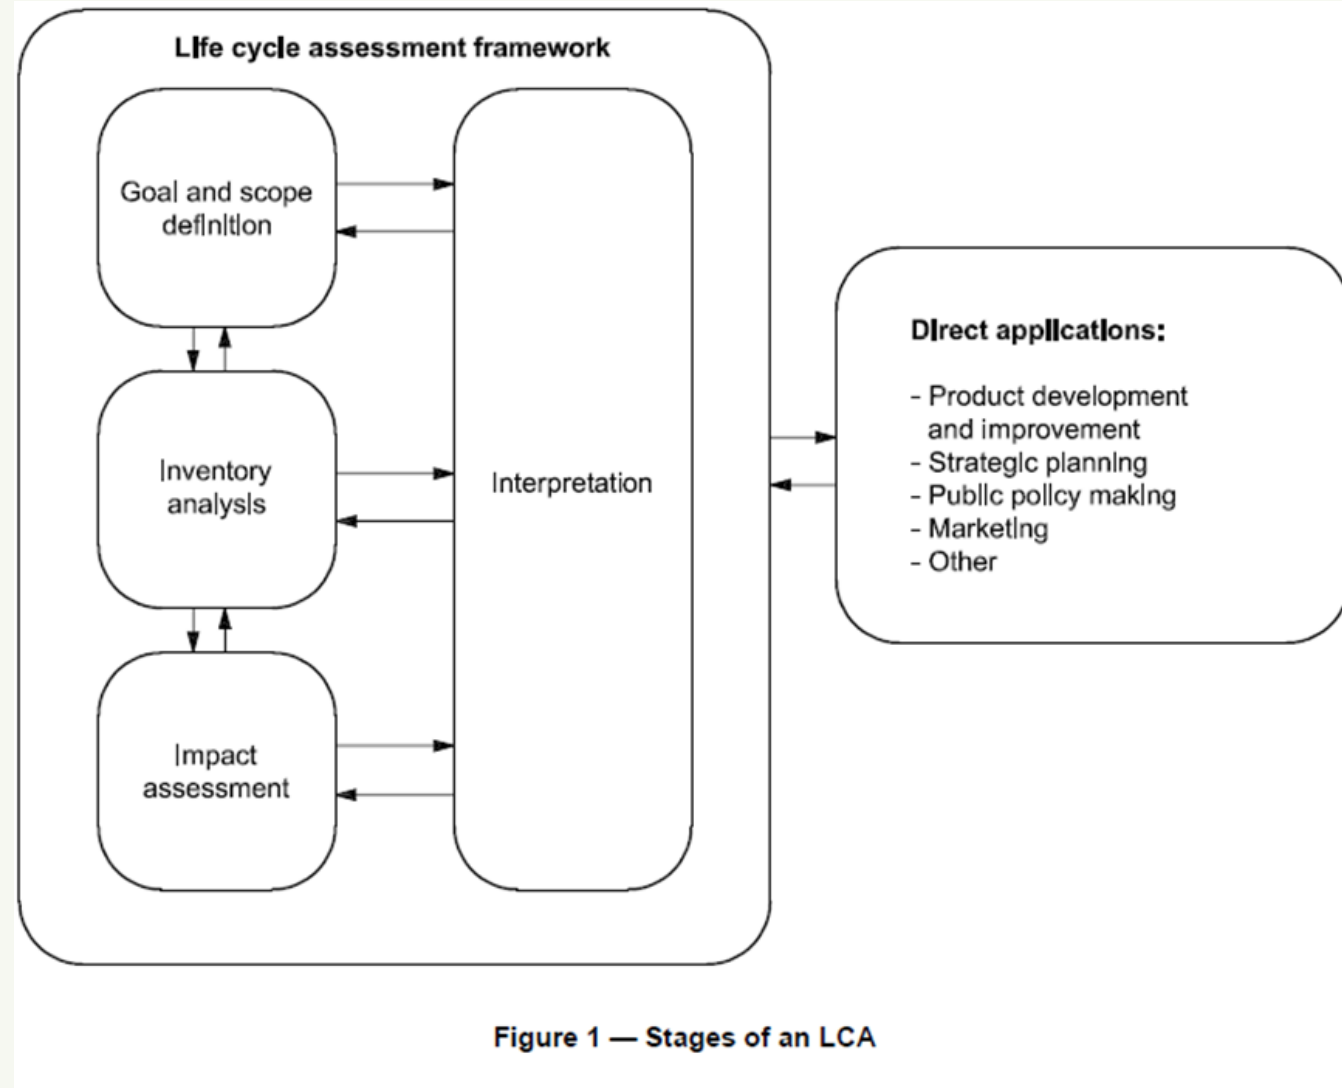 Life cycle assessment framework
Goal and scope
definition
Inventory
analysis
Impact
assessment
Interpretation
Direct applications:
- Product development
and improvement
- Strategic planning
- Public policy making
- Marketing
- Other
Figure 1 — Stages of an LCA